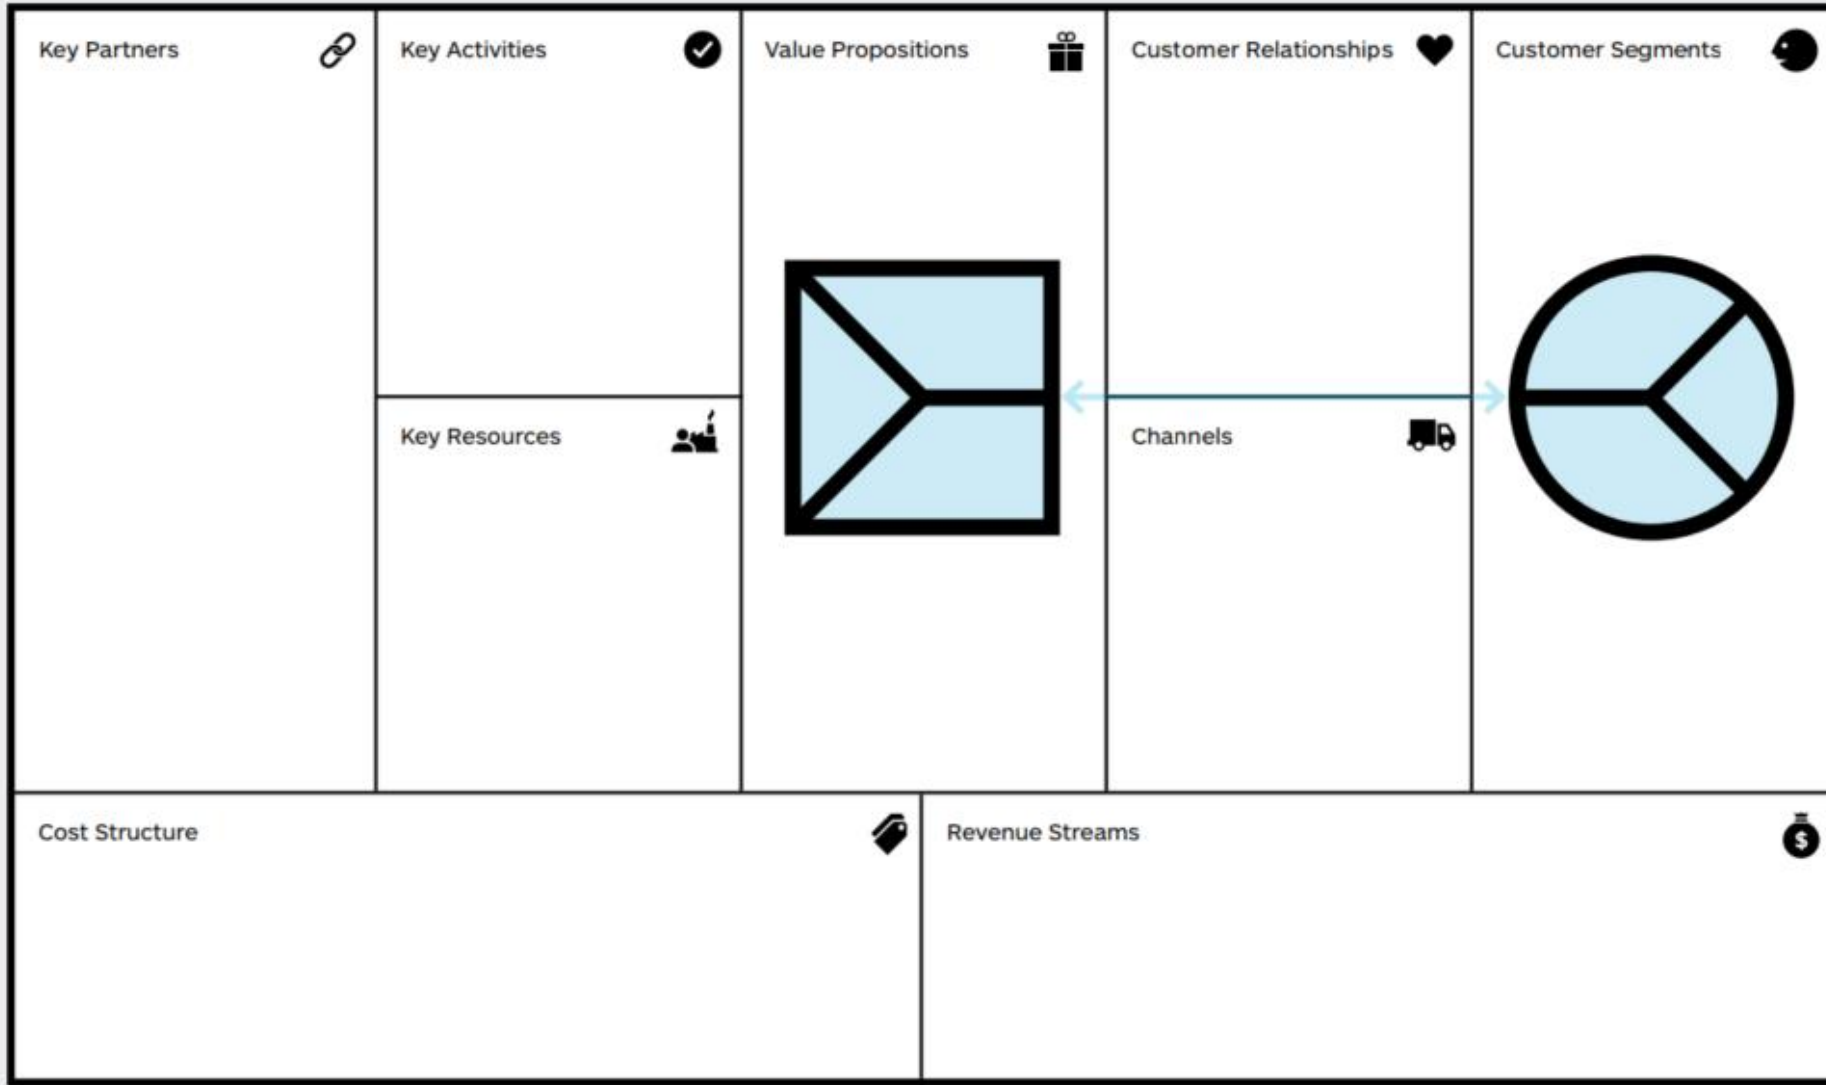 Key Partners
Key Activities
Value Propositions
Customer Relationships
Customer Segments
Key Resources
Channels
Cost Structure
Revenue Streams
$